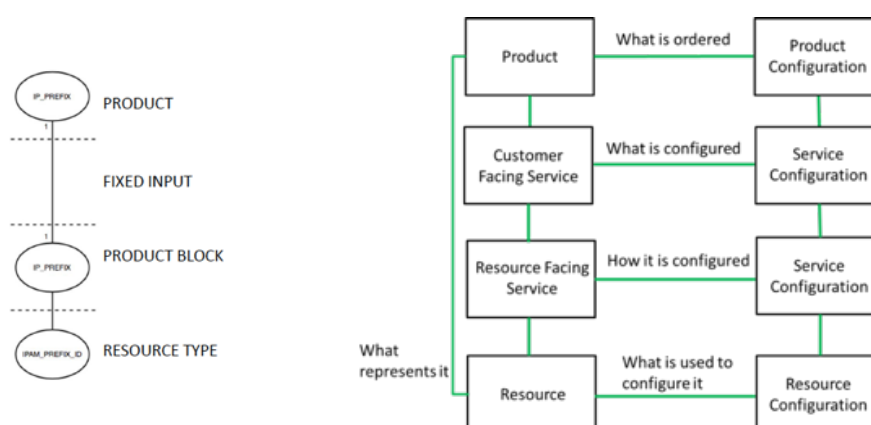 IP_PREFIX
PRODUCT
1
FIXED INPUT
1
PRODUCT BLOCK
IP_PREFIX
RESOURCE TYPE
IPAM_PREFIX_ID
Product
What is ordered
Product
Configuration
Customer
Facing Service
What is configured
Service
Configuration
Resource Facing
Service
How it is configured
Service
Configuration
What
represents it
Resource
What is used to
configure it
Resource
Configuration